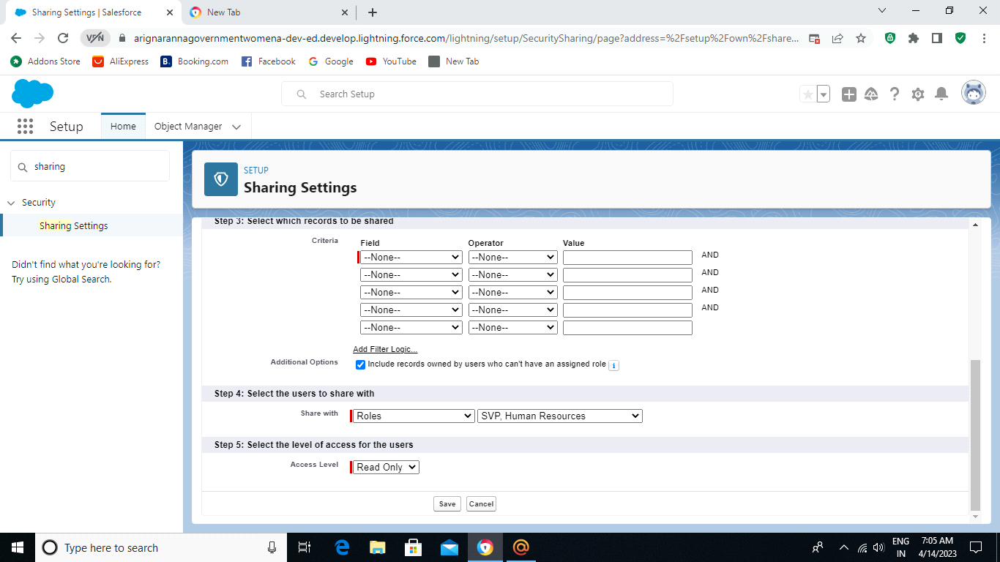 Sharing Settings | Salesforce
New Tab
VPN
arignarannagovernmentwomena-dev-ed.develop.lightning.force.com/lightning/setup/SecuritySharing/page?address=%2Fsetup%2Fown%2Fshare...
Addons Store
AliExpress
B.
Booking.com
Facebook
Google
YouTube
New Tab
Search Setup
Setup
Home
Object Manager
sharing
Security
Sharing Settings
Didn't find what you're looking for?
Try using Global Search.
SETUP
Sharing Settings
Step 3: Select which records to be shared
Criteria
Field Operator Value
--None-- --None-- AND
--None-- --None-- AND
--None-- --None-- AND
--None-- --None-- AND
--None-- --None--
Add Filter Logic...
Additional Options
Include records owned by users who can't have an assigned role i
Step 4: Select the users to share with
Share with Roles SVP, Human Resources
Step 5: Select the level of access for the users
Access Level Read Only
Save Cancel
Type here to search
ENG
IN
7:05 AM
4/14/2023